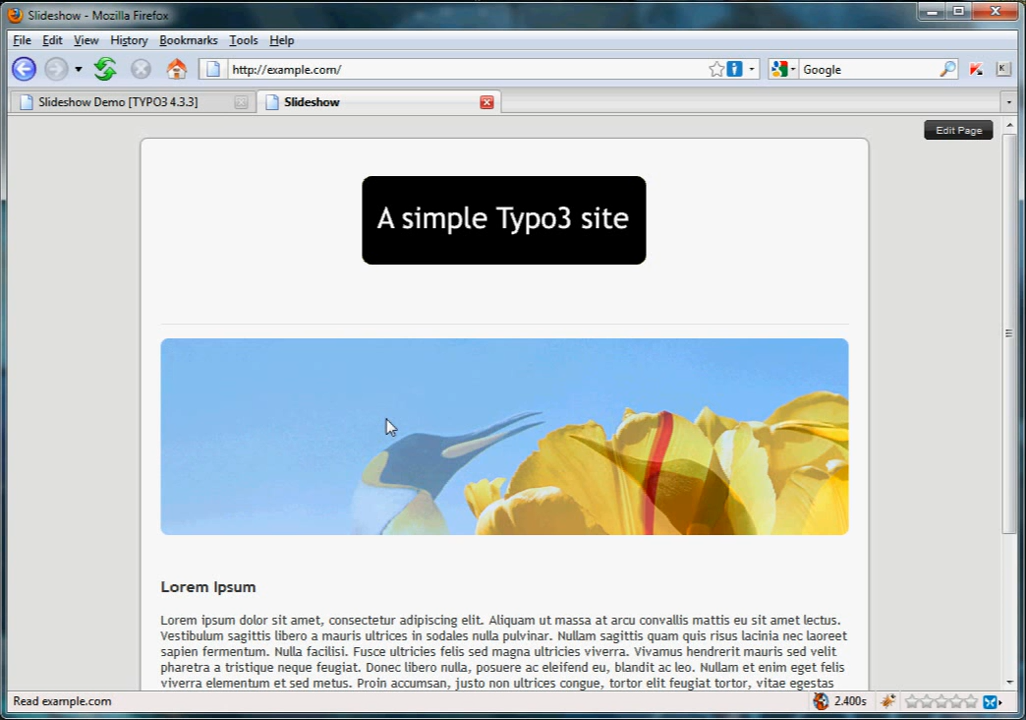 Slideshow - Mozilla Firefox
File Edit View History Bookmarks Tools Help
http://example.com/
Google
K
Slideshow Demo [TYPO3 4.3.3]
Slideshow
Edit Page
A simple Typo3 site
Lorem Ipsum
Lorem ipsum dolor sit amet, consectetur adipiscing elit. Aliquam ut massa at arcu convallis mattis eu sit amet lectus.
Vestibulum sagittis libero a mauris ultrices in sodales nulla pulvinar. Nullam sagittis quam quis risus lacinia nec laoreet
sapien fermentum. Nulla facilisi. Fusce ultricies felis sed magna ultricies viverra. Vivamus hendrerit mauris sed velit
pharetra a tristique neque feugiat. Donec libero nulla, posuere ac eleifend eu, blandit ac leo. Nullam et enim eget felis
viverra elementum et sed metus. Proin accumsan, justo non ultrices congue, tortor elit feugiat tortor, vitae egestas
Read example.com
2.400s